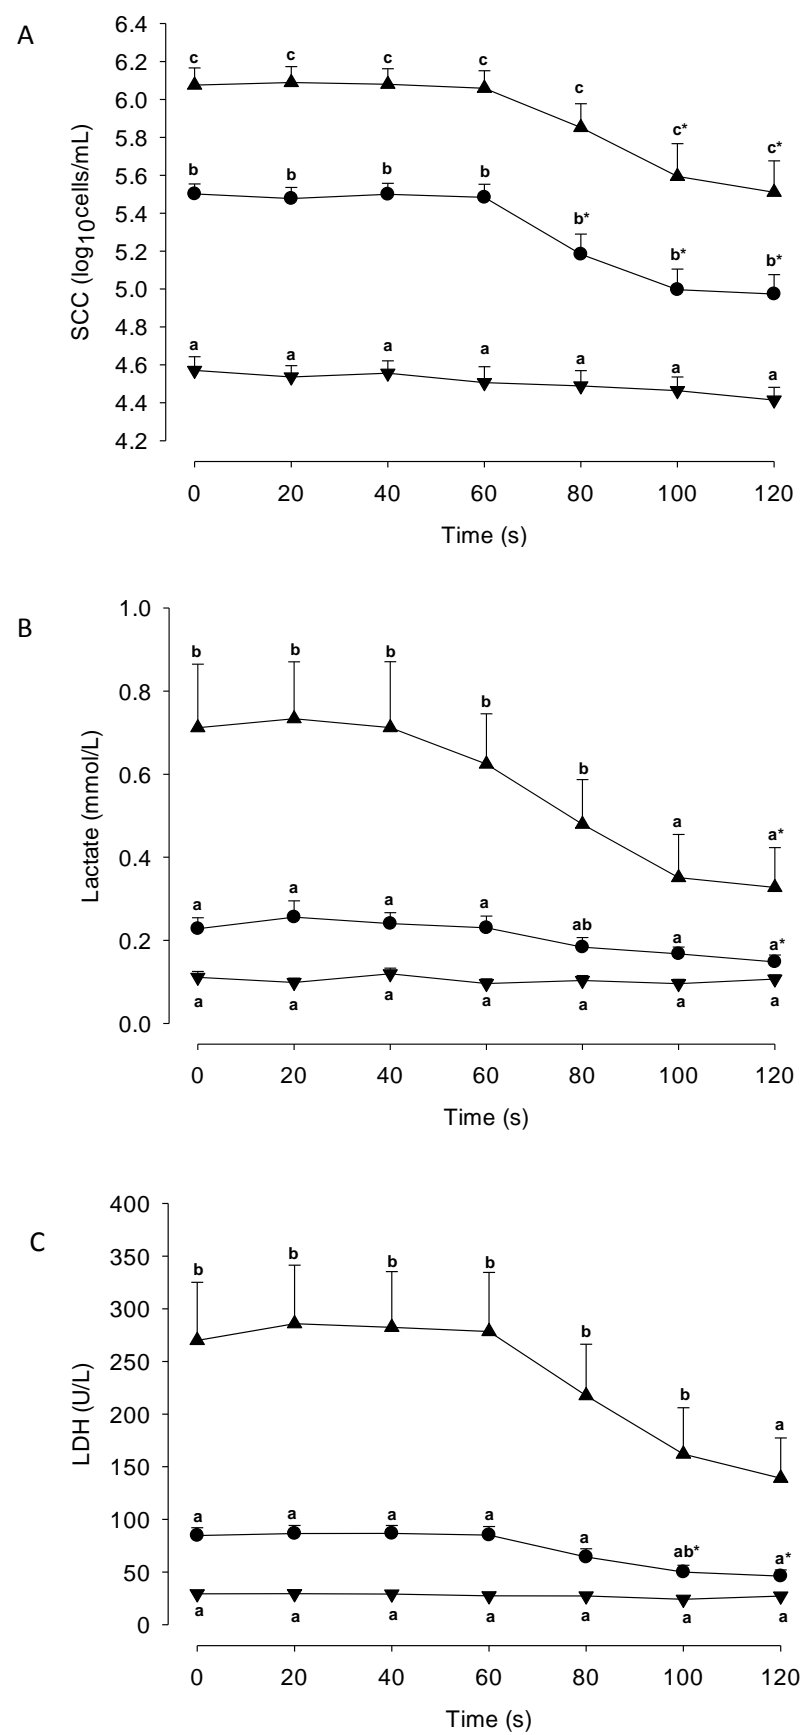 A
SCC (log10cells/mL)
6.4
6.2
6.0
5.8
5.6
5.4
5.2
5.0
4.8
4.6
4.4
4.2
c c c c c c* c*
b b b b b* b* b*
a a a a a a a
0 20 40 60 80 100 120
Time (s)
B
Lactate (mmol/L)
1.0
0.8
0.6
0.4
0.2
0.0
b b b b b a a*
a a a a ab a a*
a a a a a a a
0 20 40 60 80 100 120
Time (s)
C
LDH (U/L)
400
350
300
250
200
150
100
50
0
b b b b b b a
a a a a a ab* a*
a a a a a a a
0 20 40 60 80 100 120
Time (s)